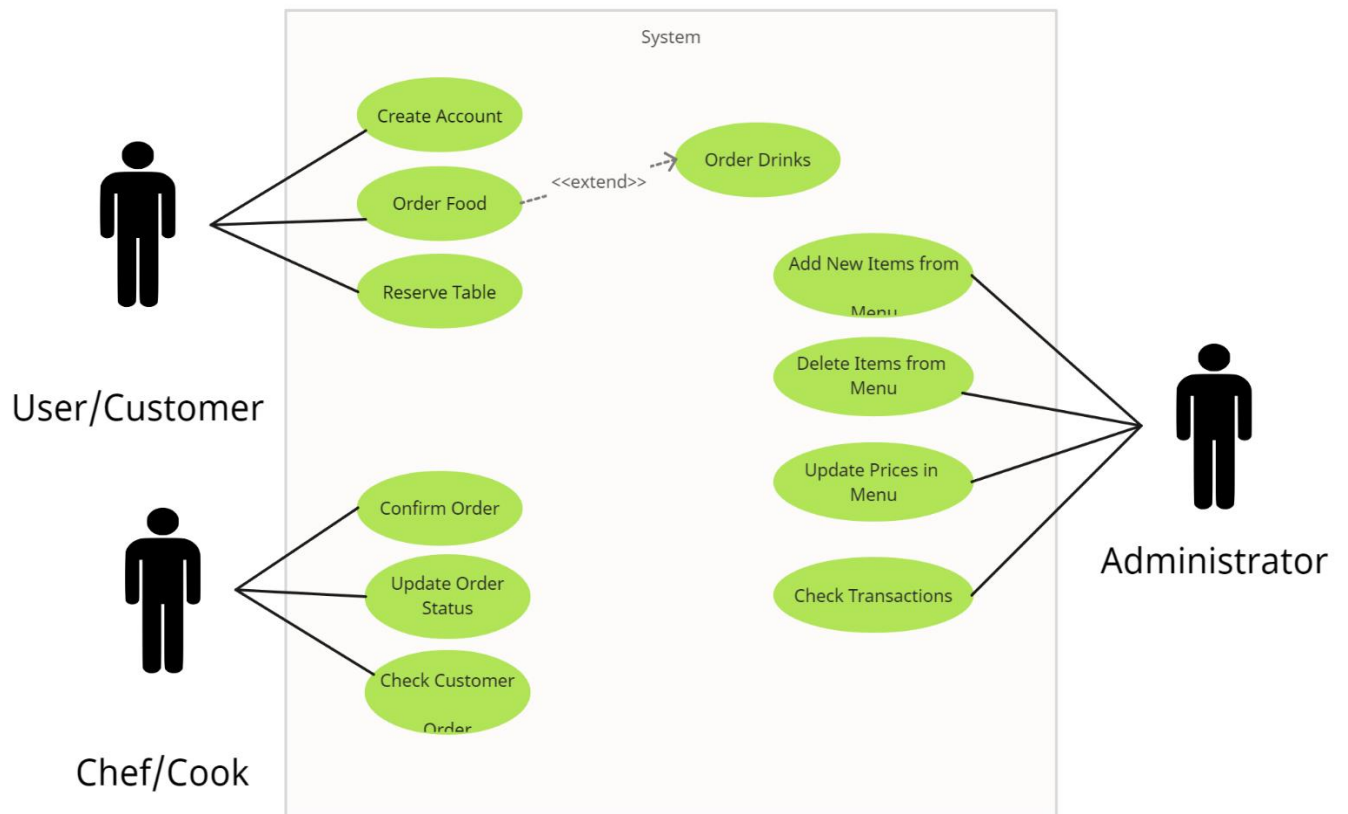 System
Create Account
Order Food
Reserve Table
<<extend>>
Order Drinks
User/Customer
Add New Items from
Menu
Delete Items from
Menu
Update Prices in
Menu
Check Transactions
Administrator
Confirm Order
Update Order
Status
Check Customer
Order
Chef/Cook